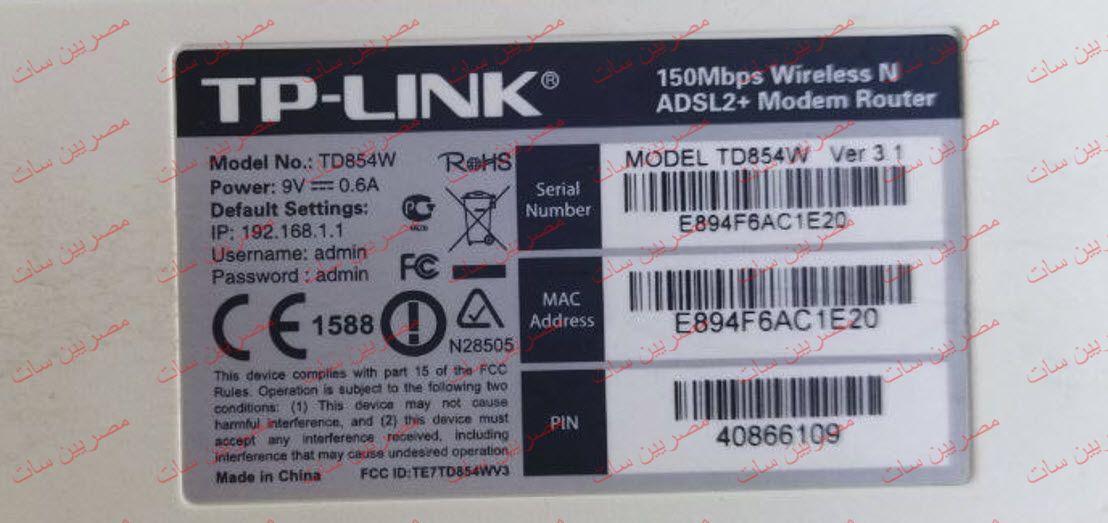 TP-LINK®
150Mbps Wireless N
ADSL2+ Modem Router
Model No.: TD854W
Power: 9V 0.6A
Default Settings:
IP: 192.168.1.1
Username: admin
Password : admin
RoHS
FC
CE 1588
N28505
This device complies with part 15 of the FCC
Rules. Operation is subject to the following two
conditions: (1) This device may not cause
harmful interference, and (2) this device must
accept any interference received, including
interference that may cause undesired operation
Made in China
FCC ID: TE7TD854WV3
Serial
Number
MODEL TD854W Ver 3.1
E894F6AC1E20
MAC
Address
E894F6AC1E20
PIN
40866109
مصر بين سات